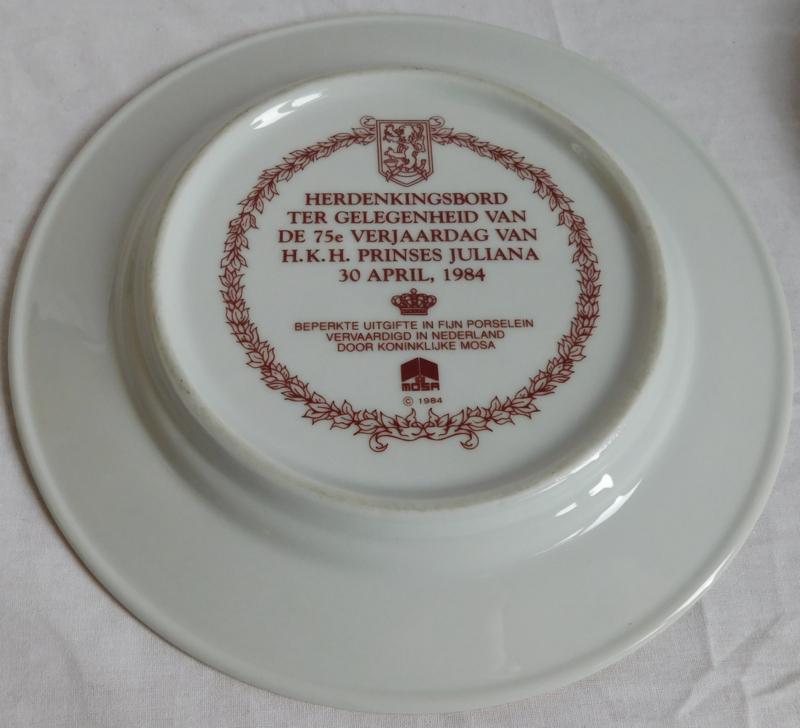 HERDENKINGSBORD
TER GELEGENHEID VAN
DE 75e VERJAARDAG VAN
H.K.H. PRINSES JULIANA
30 APRIL, 1984
BEPERKTE UITGIFTE IN FIJN PORSELEIN
VERVAARDIGD IN NEDERLAND
DOOR KONINKLIJKE MOSA
MOSA
© 1984